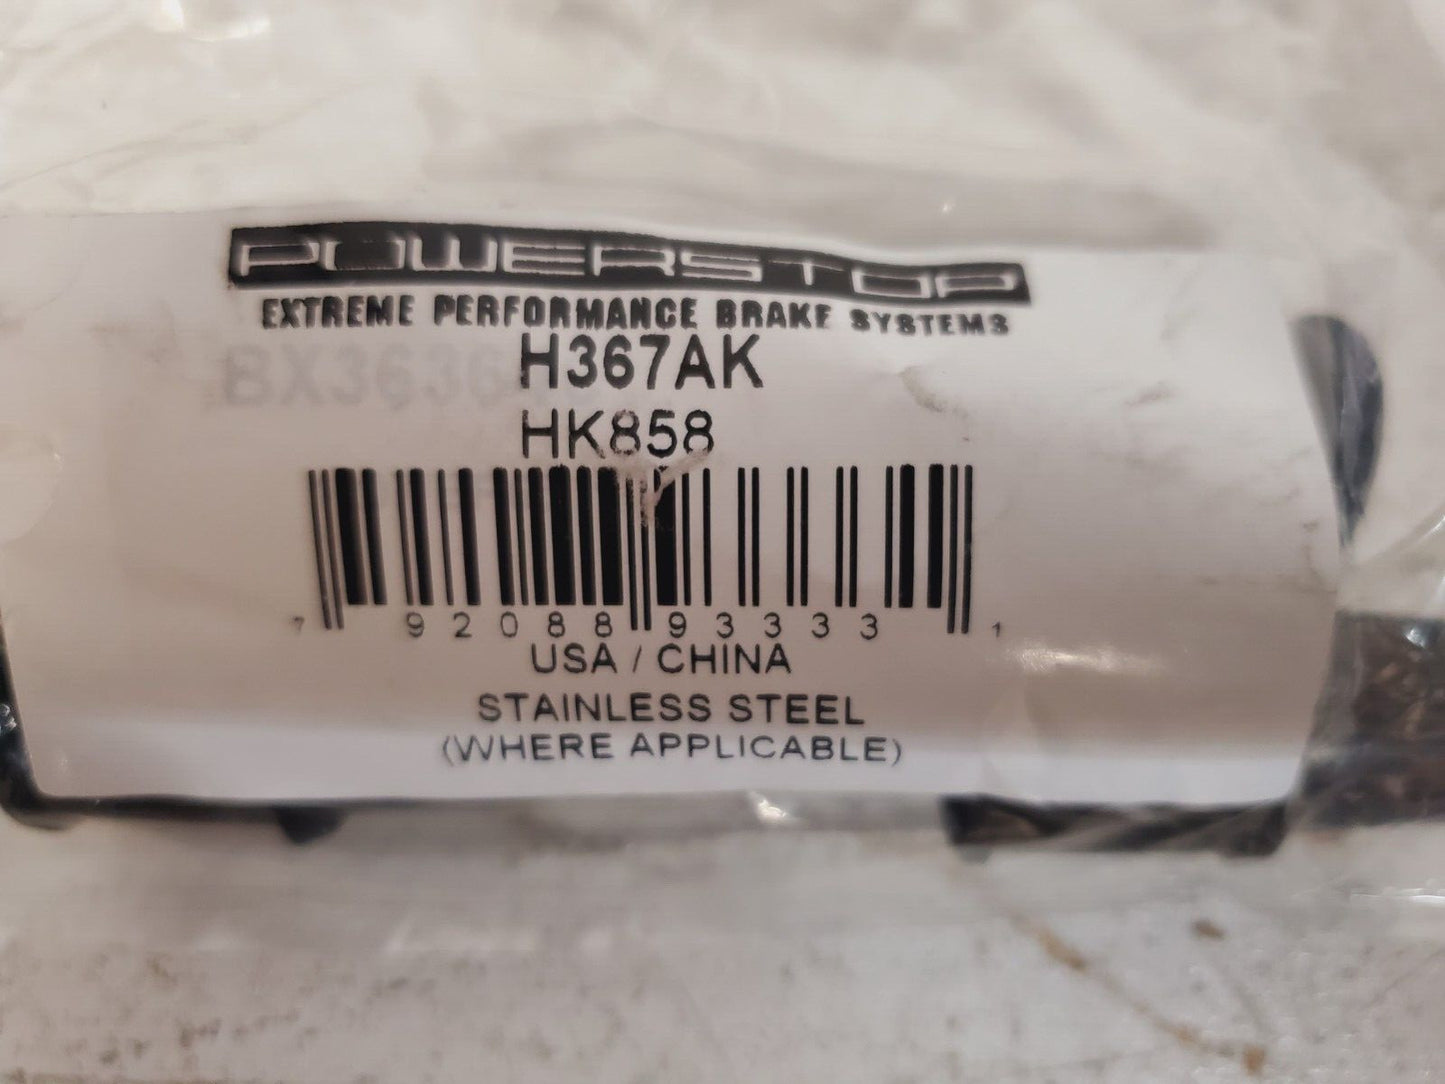 POWERSTOP
EXTREME PERFORMANCE BRAKE SYSTEMS
H367AK
HK858
7 92088 93333 1
USA / CHINA
STAINLESS STEEL
(WHERE APPLICABLE)